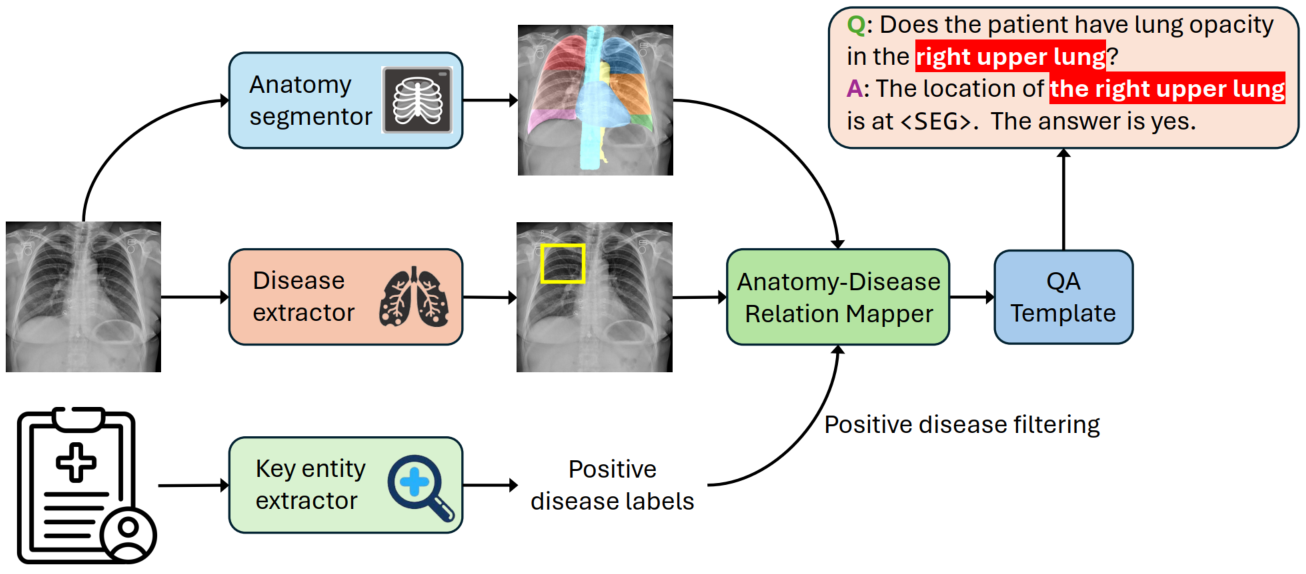 Anatomy
segmentor
Disease
extractor
Key entity
extractor
Positive
disease labels
Positive disease filtering
Anatomy-Disease
Relation Mapper
QA
Template
Q: Does the patient have lung opacity
in the right upper lung?
A: The location of the right upper lung
is at <SEG>. The answer is yes.